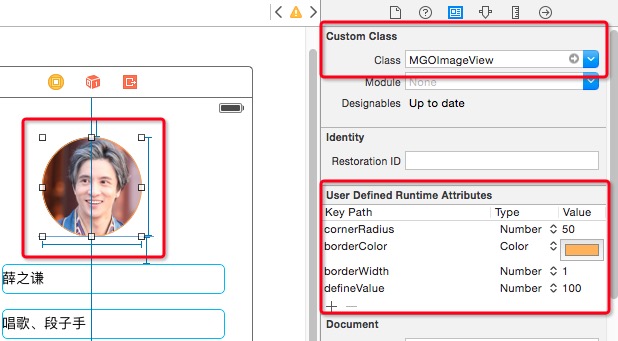 Custom Class
Class MGOImageView
Module None
Designables Up to date
Identity
Restoration ID
User Defined Runtime Attributes
Key Path Type Value
cornerRadius Number 50
borderColor Color
borderWidth Number 1
defineValue Number 100
Document
薛之谦
唱歌、段子手